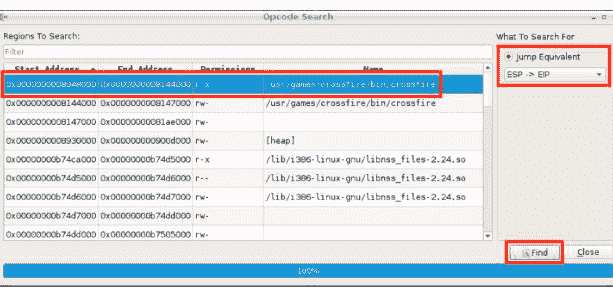 Opcode Search
Regions To Search:
What To Search For
Filter
Jump Equivalent
ESP -> EIP
Start Address End Address Permissions Name
r-x /usr/games/crossfire/bin/crossfire
0x0000000008144000 0x0000000008147000 rw- /usr/games/crossfire/bin/crossfire
0x0000000008147000 0x00000000081ae000 rw-
0x0000000008930000 0x000000000900d000 rw- [heap]
0x00000000b74ca000 0x00000000b74d5000 r-x /lib/i386-linux-gnu/libnss_files-2.24.so
0x00000000b74d5000 0x00000000b74d6000 r-- /lib/i386-linux-gnu/libnss_files-2.24.so
0x00000000b74d6000 0x00000000b74d7000 rw- /lib/i386-linux-gnu/libnss_files-2.24.so
0x00000000b74d7000 0x00000000b74dd000 rw-
0x00000000b74dd000 rw-
Find Close
100%